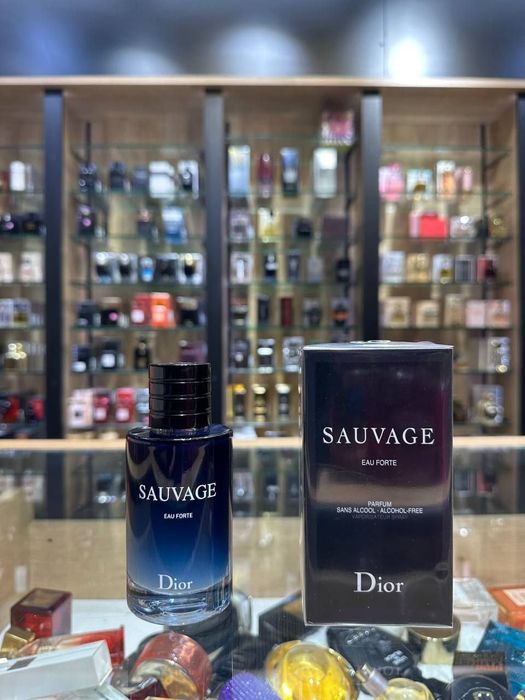 SAUVAGE
EAU FORTE
Dior
SAUVAGE
EAU FORTE
PARFUM
SANS ALCOOL · ALCOHOL-FREE
VAPORISATEUR SPRAY
Dior